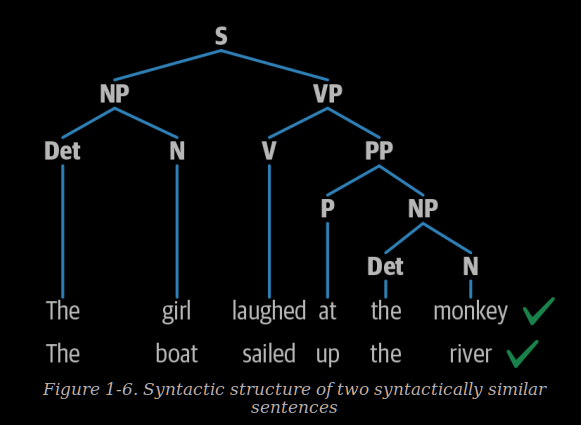 S
NP VP
Det N V PP
P NP
Det N
The girl laughed at the monkey
The boat sailed up the river
Figure 1-6. Syntactic structure of two syntactically similar
sentences